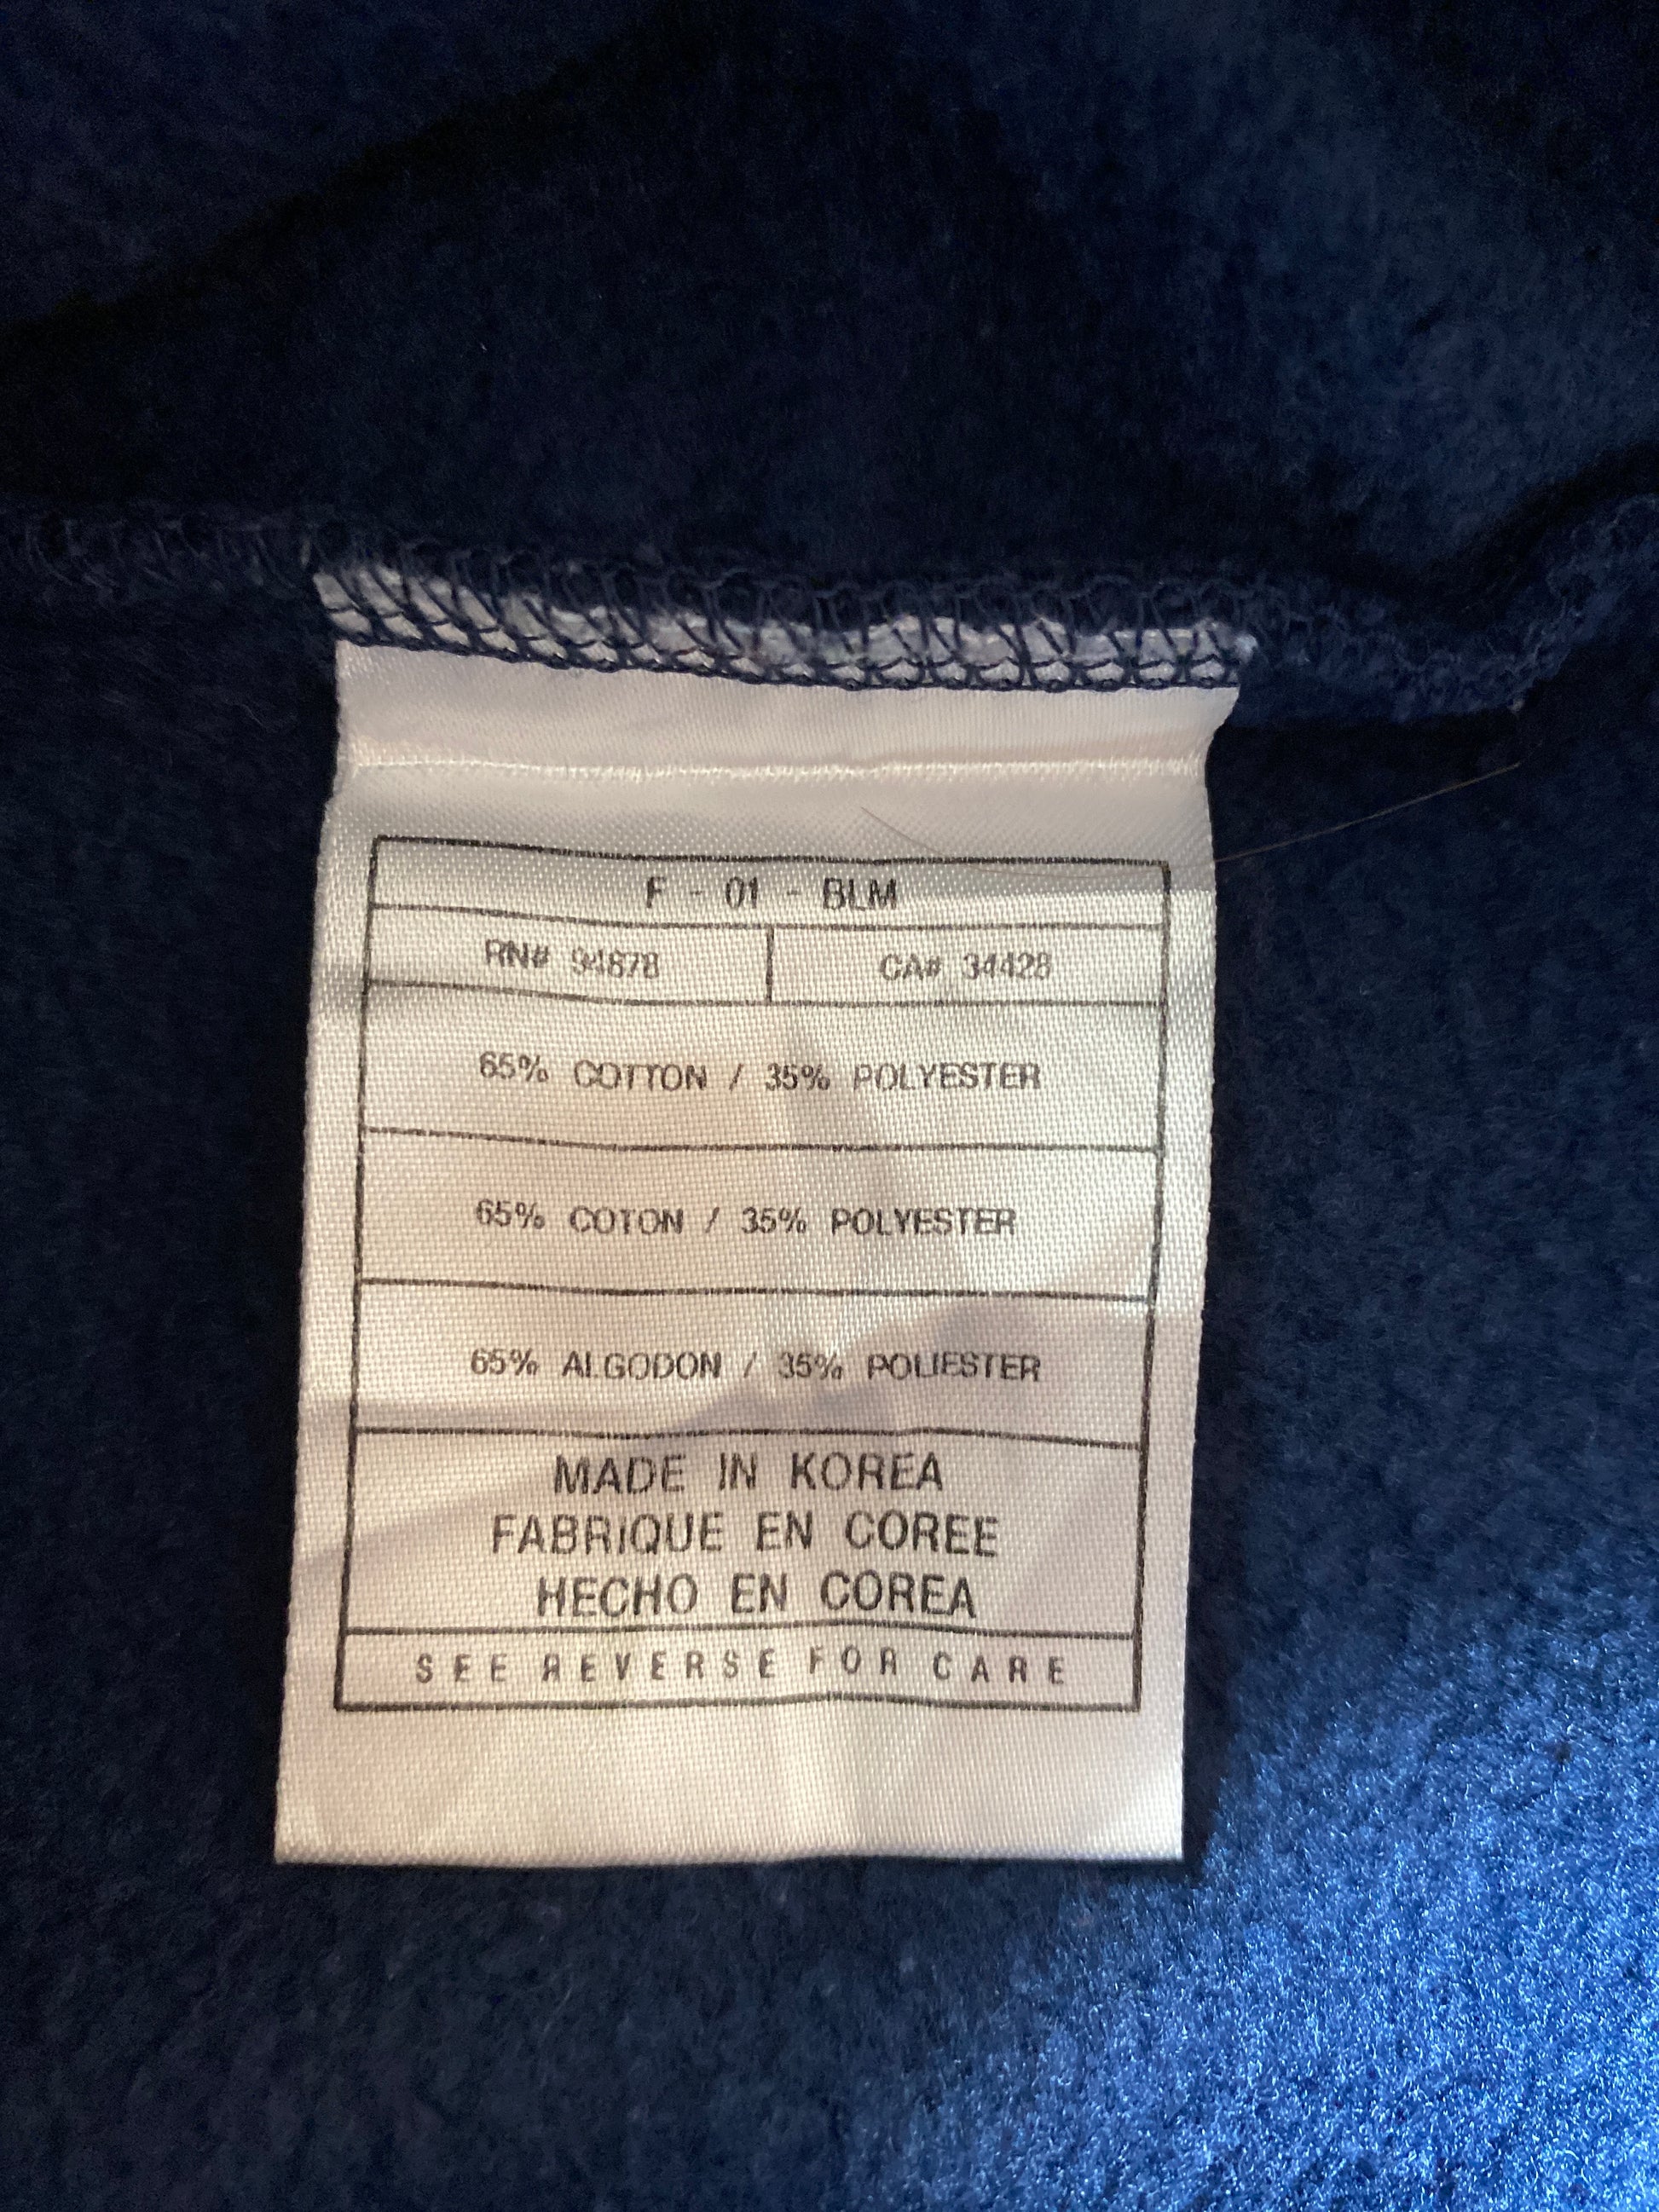 F - 01 - BLM
RN# 94878 CA# 34428
65% COTTON / 35% POLYESTER
65% COTON / 35% POLYESTER
65% ALGODON / 35% POLIESTER
MADE IN KOREA
FABRIQUE EN COREE
HECHO EN COREA
SEE REVERSE FOR CARE